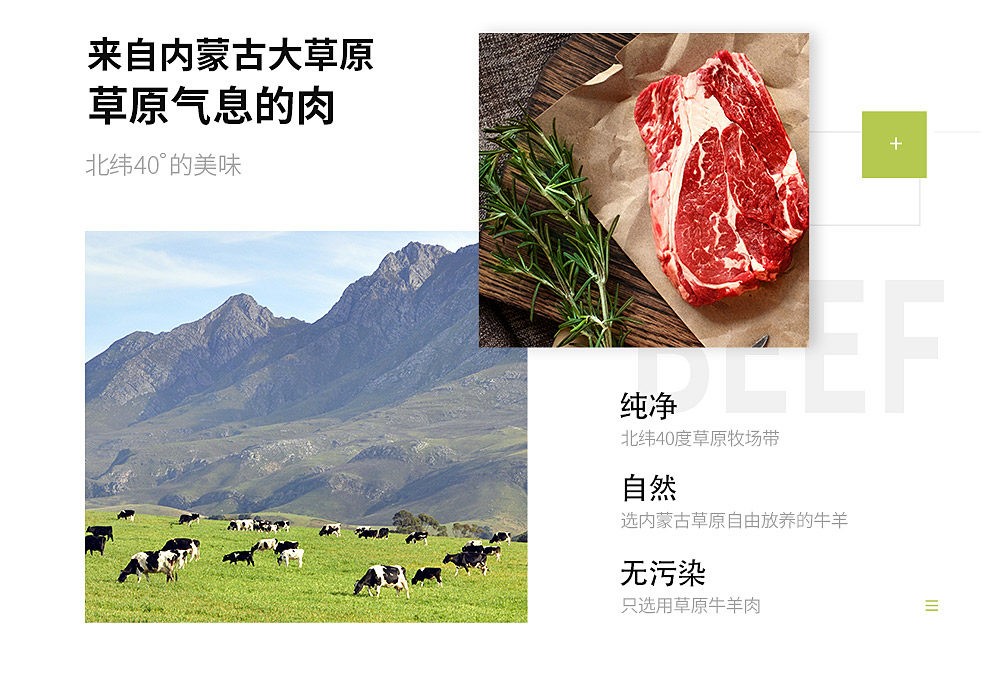 来自内蒙古大草原
草原气息的肉
北纬40°的美味
BEEF
纯净
北纬40度草原牧场带
自然
选内蒙古草原自由放养的牛羊
无污染
只选用草原牛羊肉